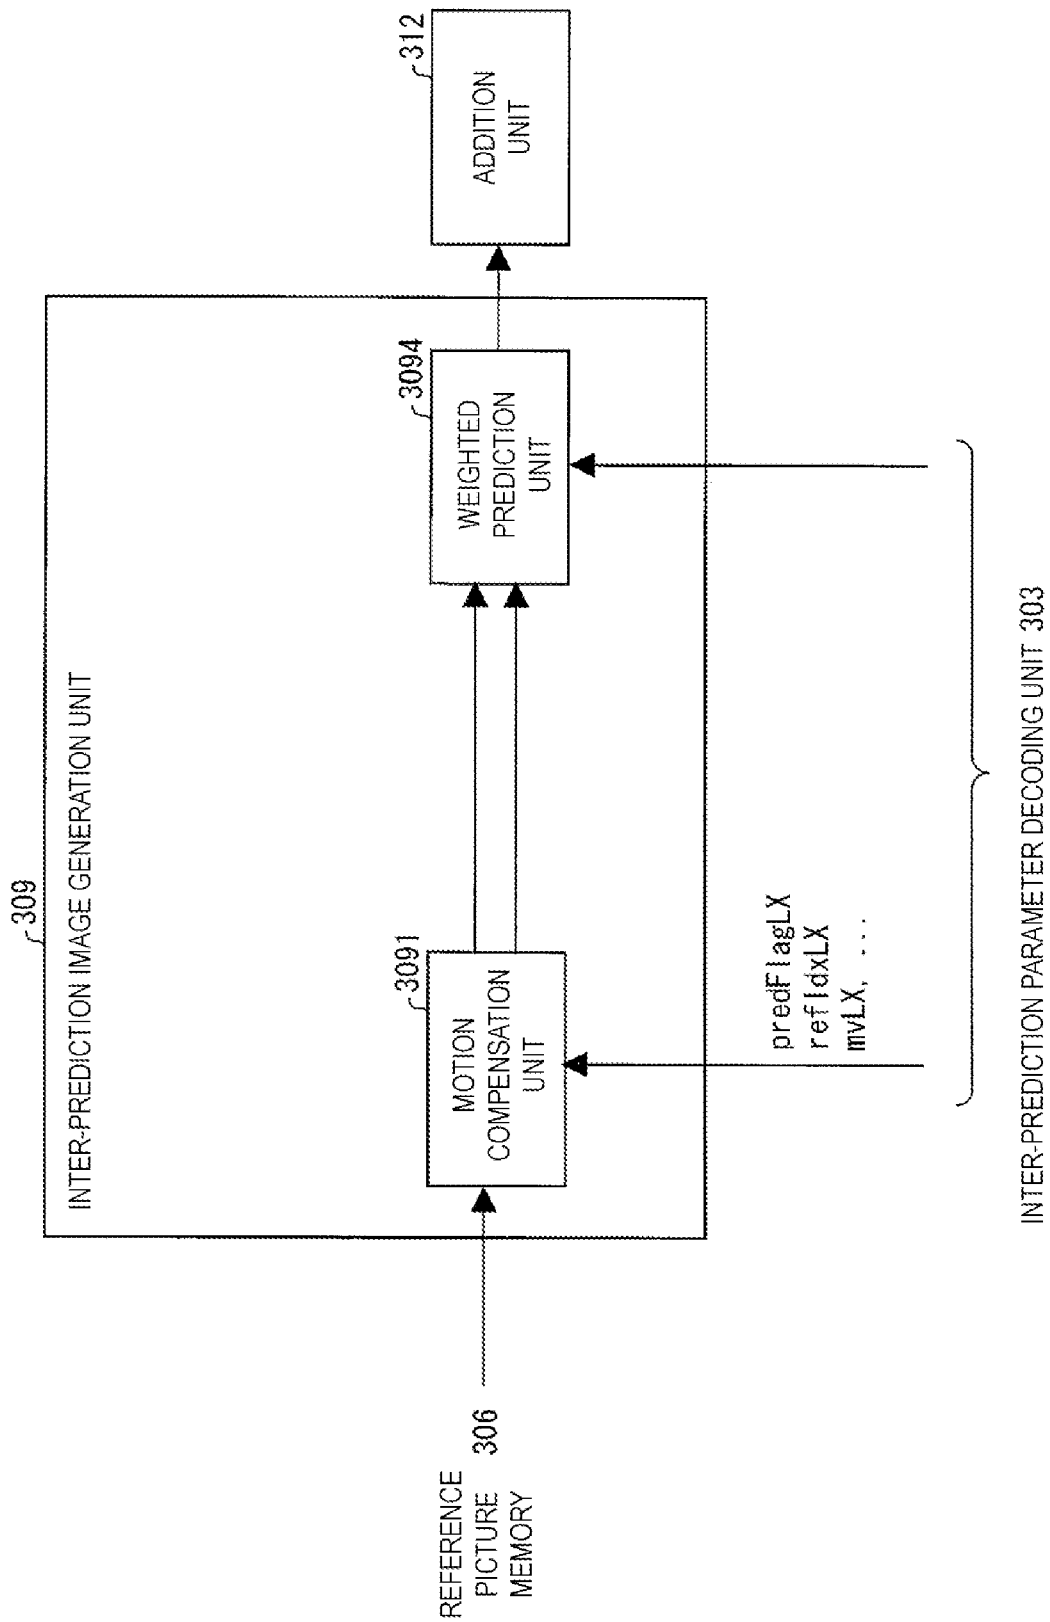 309
INTER-PREDICTION IMAGE GENERATION UNIT
REFERENCE
PICTURE 306
MEMORY
3091
MOTION
COMPENSATION
UNIT
3094
WEIGHTED
PREDICTION
UNIT
312
ADDITION
UNIT
predFlagLX
refIdxLX
mvLX, ...
INTER-PREDICTION PARAMETER DECODING UNIT 303